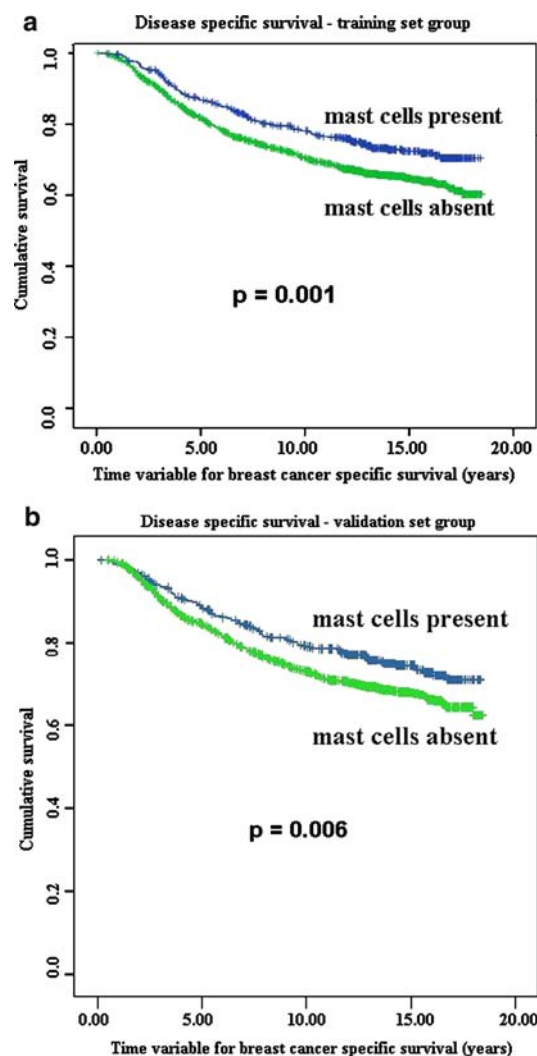 a
Disease specific survival - training set group
1.0
0.8
0.6
0.4
0.2
0.0
Cumulative survival
mast cells present
mast cells absent
p = 0.001
0.00 5.00 10.00 15.00 20.00
Time variable for breast cancer specific survival (years)
b
Disease specific survival - validation set group
1.0
0.8
0.6
0.4
0.2
0.0
Cumulative survival
mast cells present
mast cells absent
p = 0.006
0.00 5.00 10.00 15.00 20.00
Time variable for breast cancer specific survival (years)